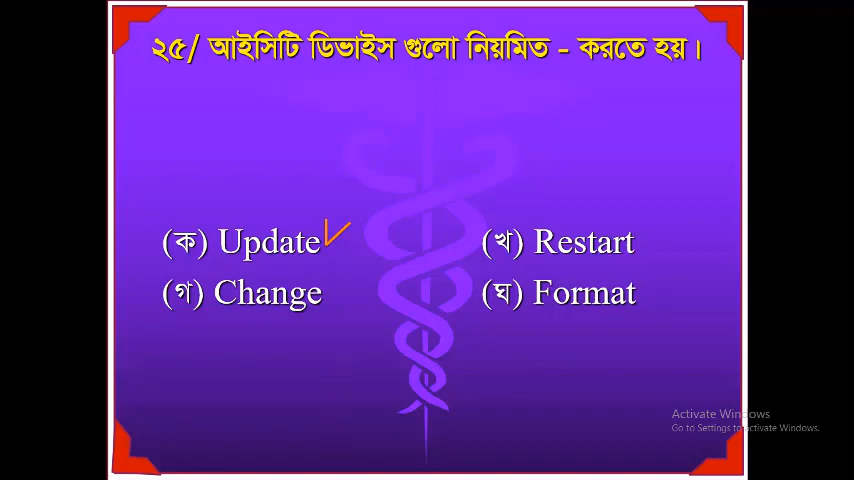 ২৫/ আইসিটি ডিভাইস গুলো নিয়মিত - করতে হয়।
(ক) Update (খ) Restart
(গ) Change (ঘ) Format
Activate Windows
Go to Settings to activate Windows.